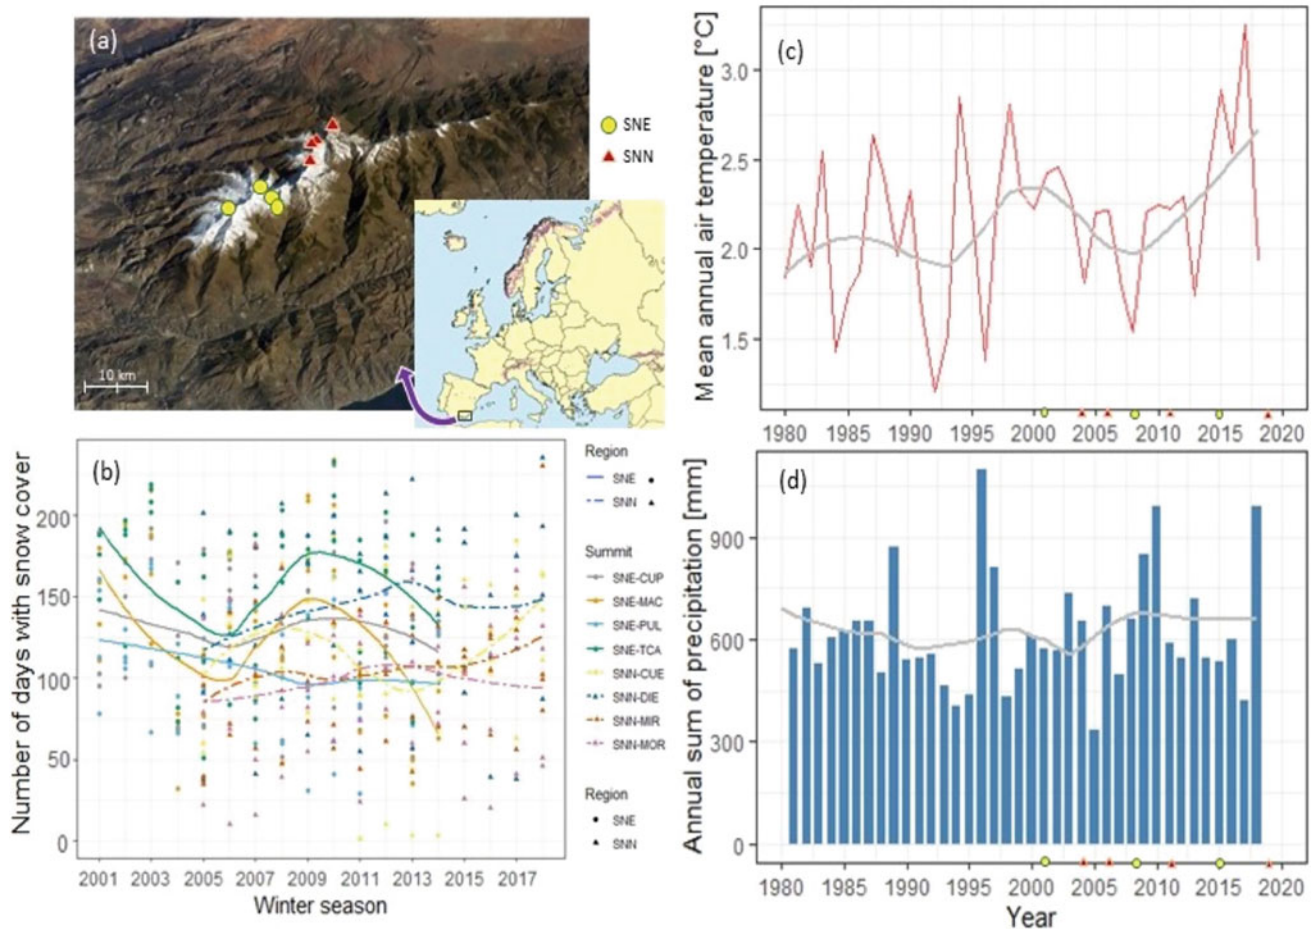 (a)
SNE
SNN
10 km
(b)
Number of days with snow cover
200
150
100
50
0
2001 2003 2005 2007 2009 2011 2013 2015 2017
Winter season
Region
SNE
SNN
Summit
SNE-CUP
SNE-MAC
SNE-PUL
SNE-TCA
SNN-CUE
SNN-DIE
SNN-MIR
SNN-MOR
Region
SNE
SNN
(c)
Mean annual air temperature [°C]
3.0
2.5
2.0
1.5
1980 1985 1990 1995 2000 2005 2010 2015 2020
(d)
Annual sum of precipitation [mm]
900
600
300
0
1980 1985 1990 1995 2000 2005 2010 2015 2020
Year